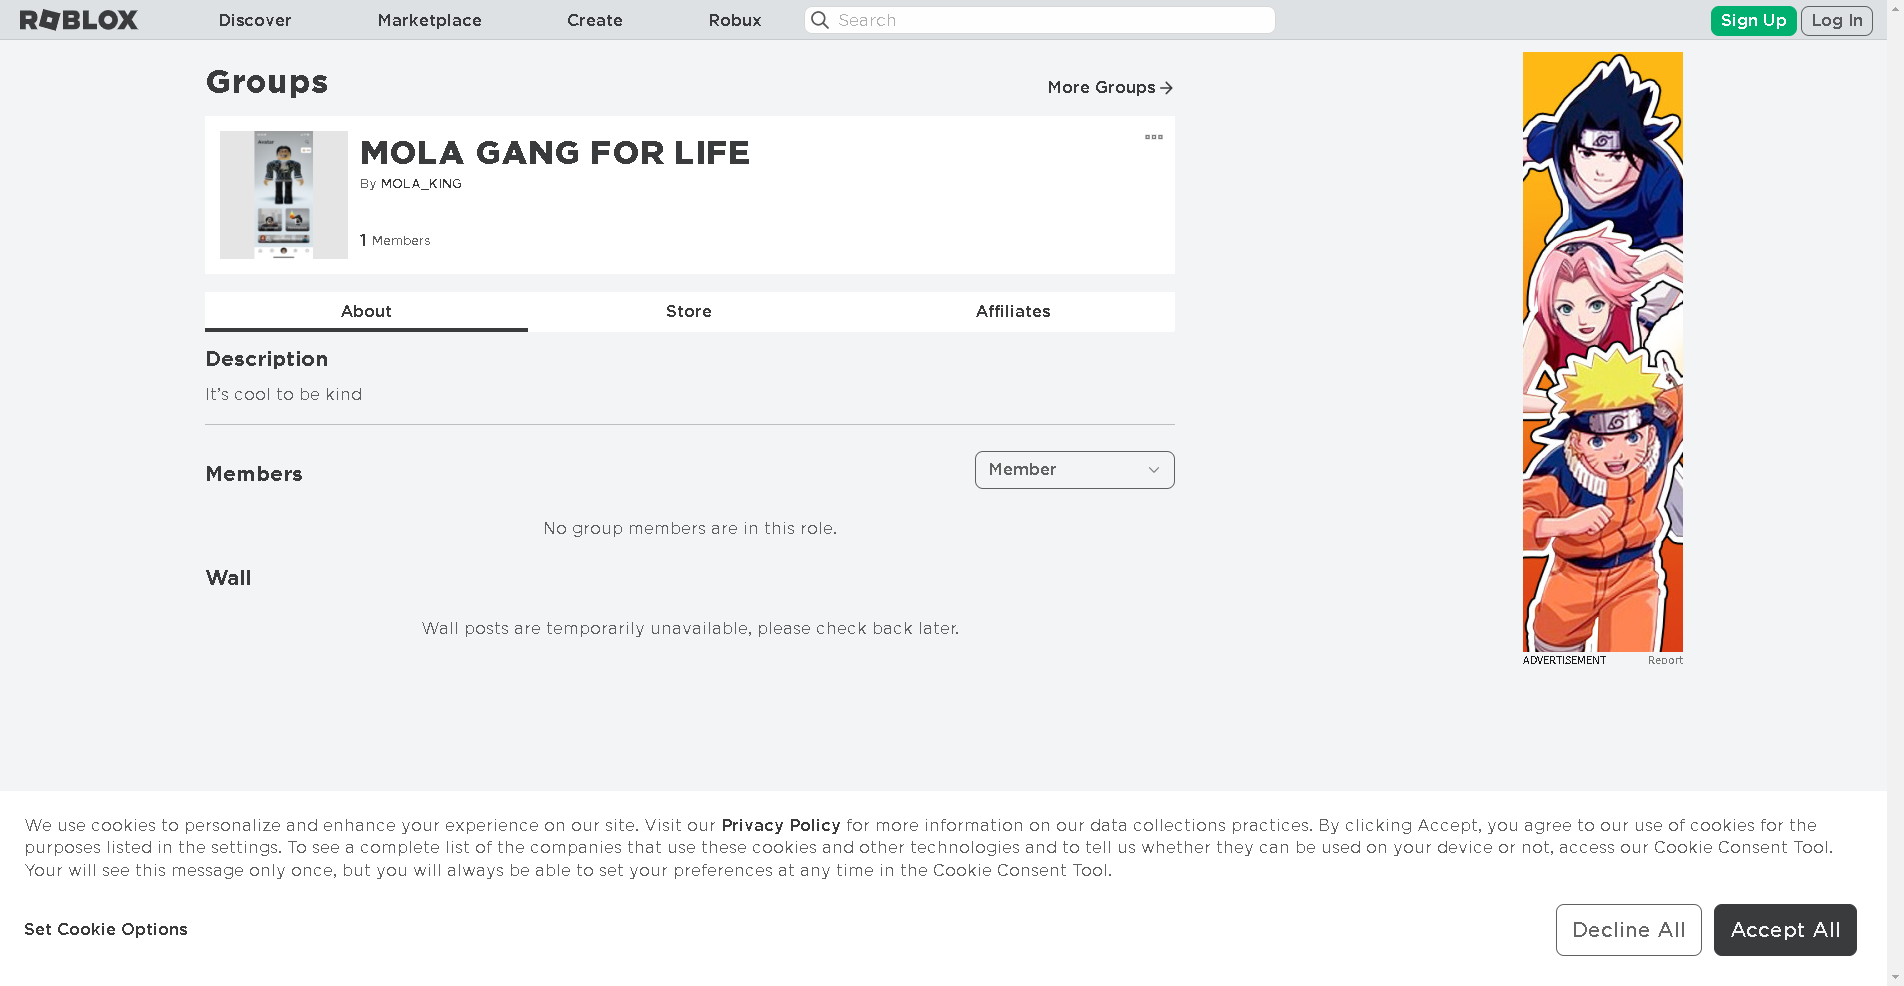 ROBLOX
Discover
Marketplace
Create
Robux
Search
Sign Up
Log In
Groups
More Groups
MOLA GANG FOR LIFE
By MOLA_KING
1 Members
About
Store
Affiliates
Description
It's cool to be kind
Members
Member
No group members are in this role.
Wall
Wall posts are temporarily unavailable, please check back later.
ADVERTISEMENT
Report
We use cookies to personalize and enhance your experience on our site. Visit our Privacy Policy for more information on our data collections practices. By clicking Accept, you agree to our use of cookies for the
purposes listed in the settings. To see a complete list of the companies that use these cookies and other technologies and to tell us whether they can be used on your device or not, access our Cookie Consent Tool.
Your will see this message only once, but you will always be able to set your preferences at any time in the Cookie Consent Tool.
Set Cookie Options
Decline All
Accept All